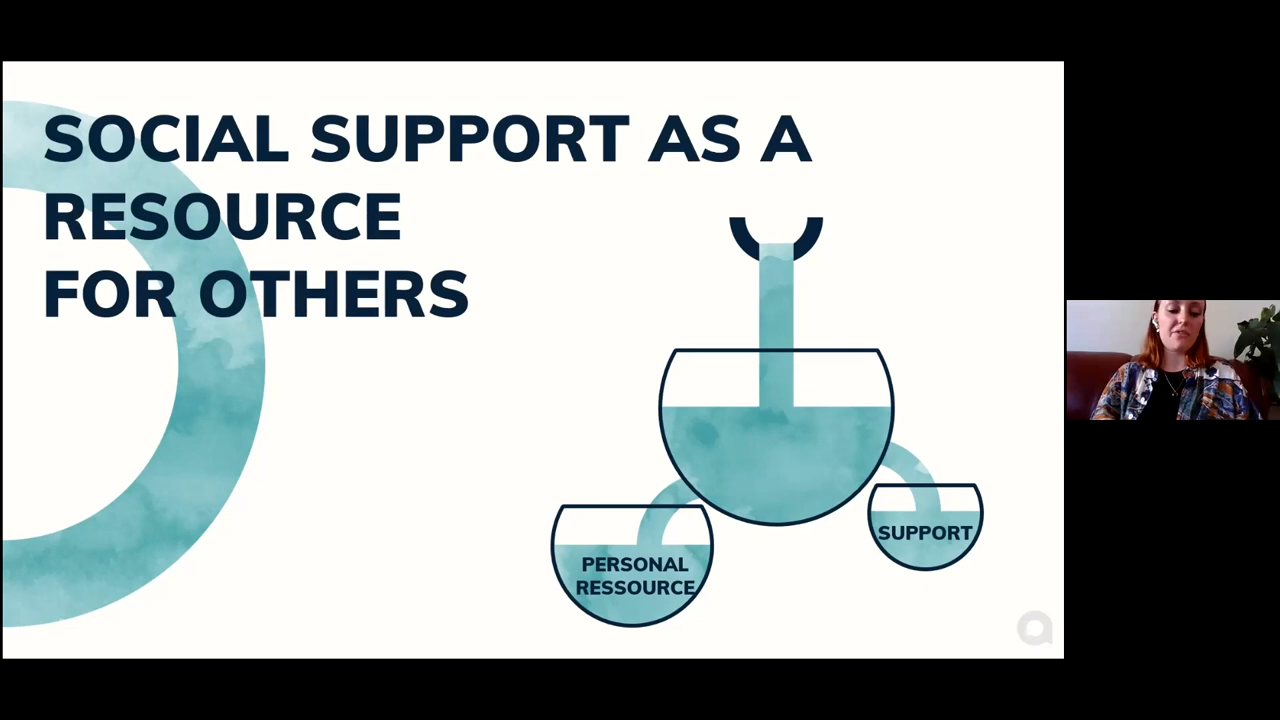 SOCIAL SUPPORT AS A
RESOURCE
FOR OTHERS
PERSONAL
RESSOURCE
SUPPORT